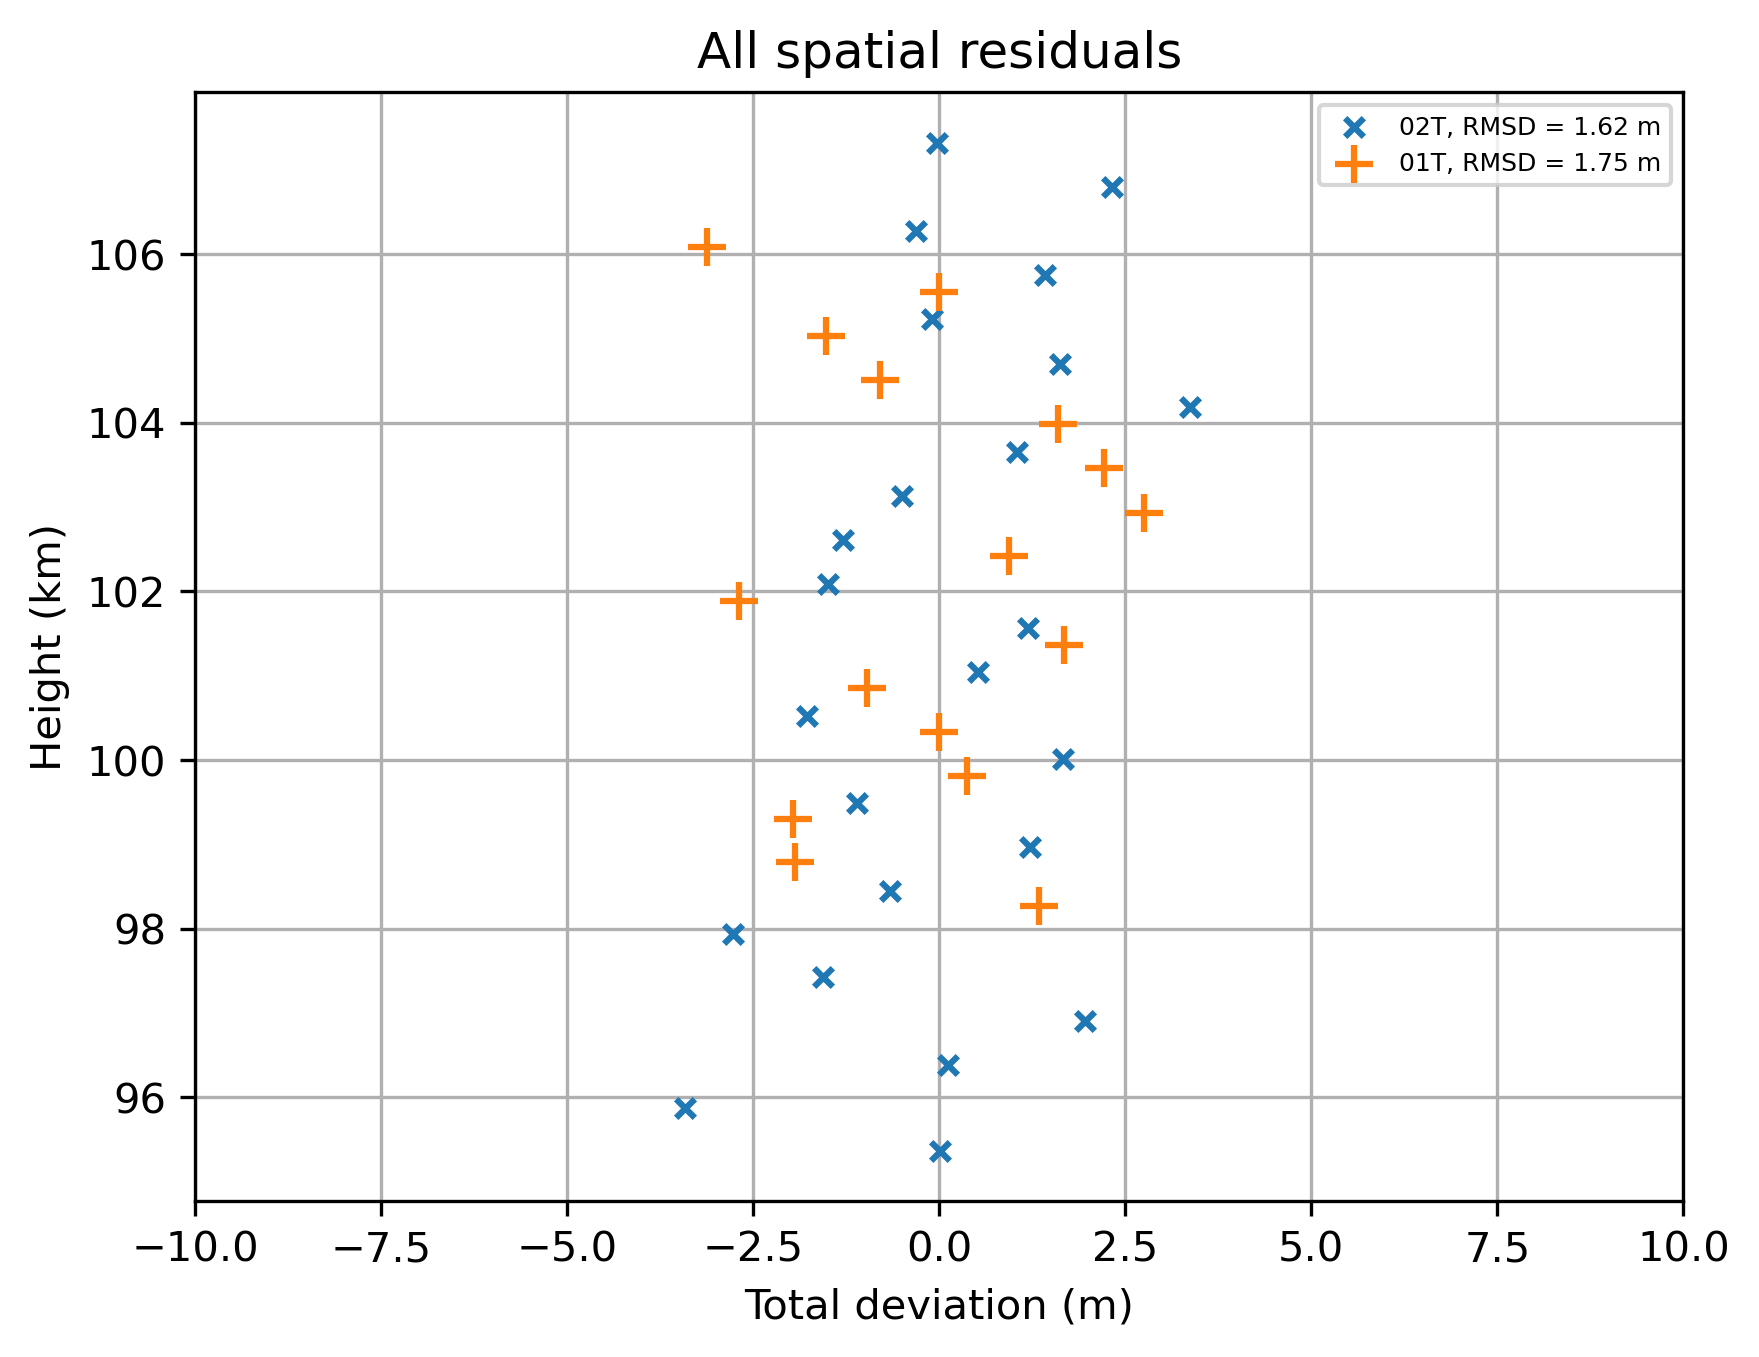 All spatial residuals
02T, RMSD = 1.62 m
01T, RMSD = 1.75 m
106
104
102
100
98
96
Height (km)
−10.0 −7.5 −5.0 −2.5 0.0 2.5 5.0 7.5 10.0
Total deviation (m)